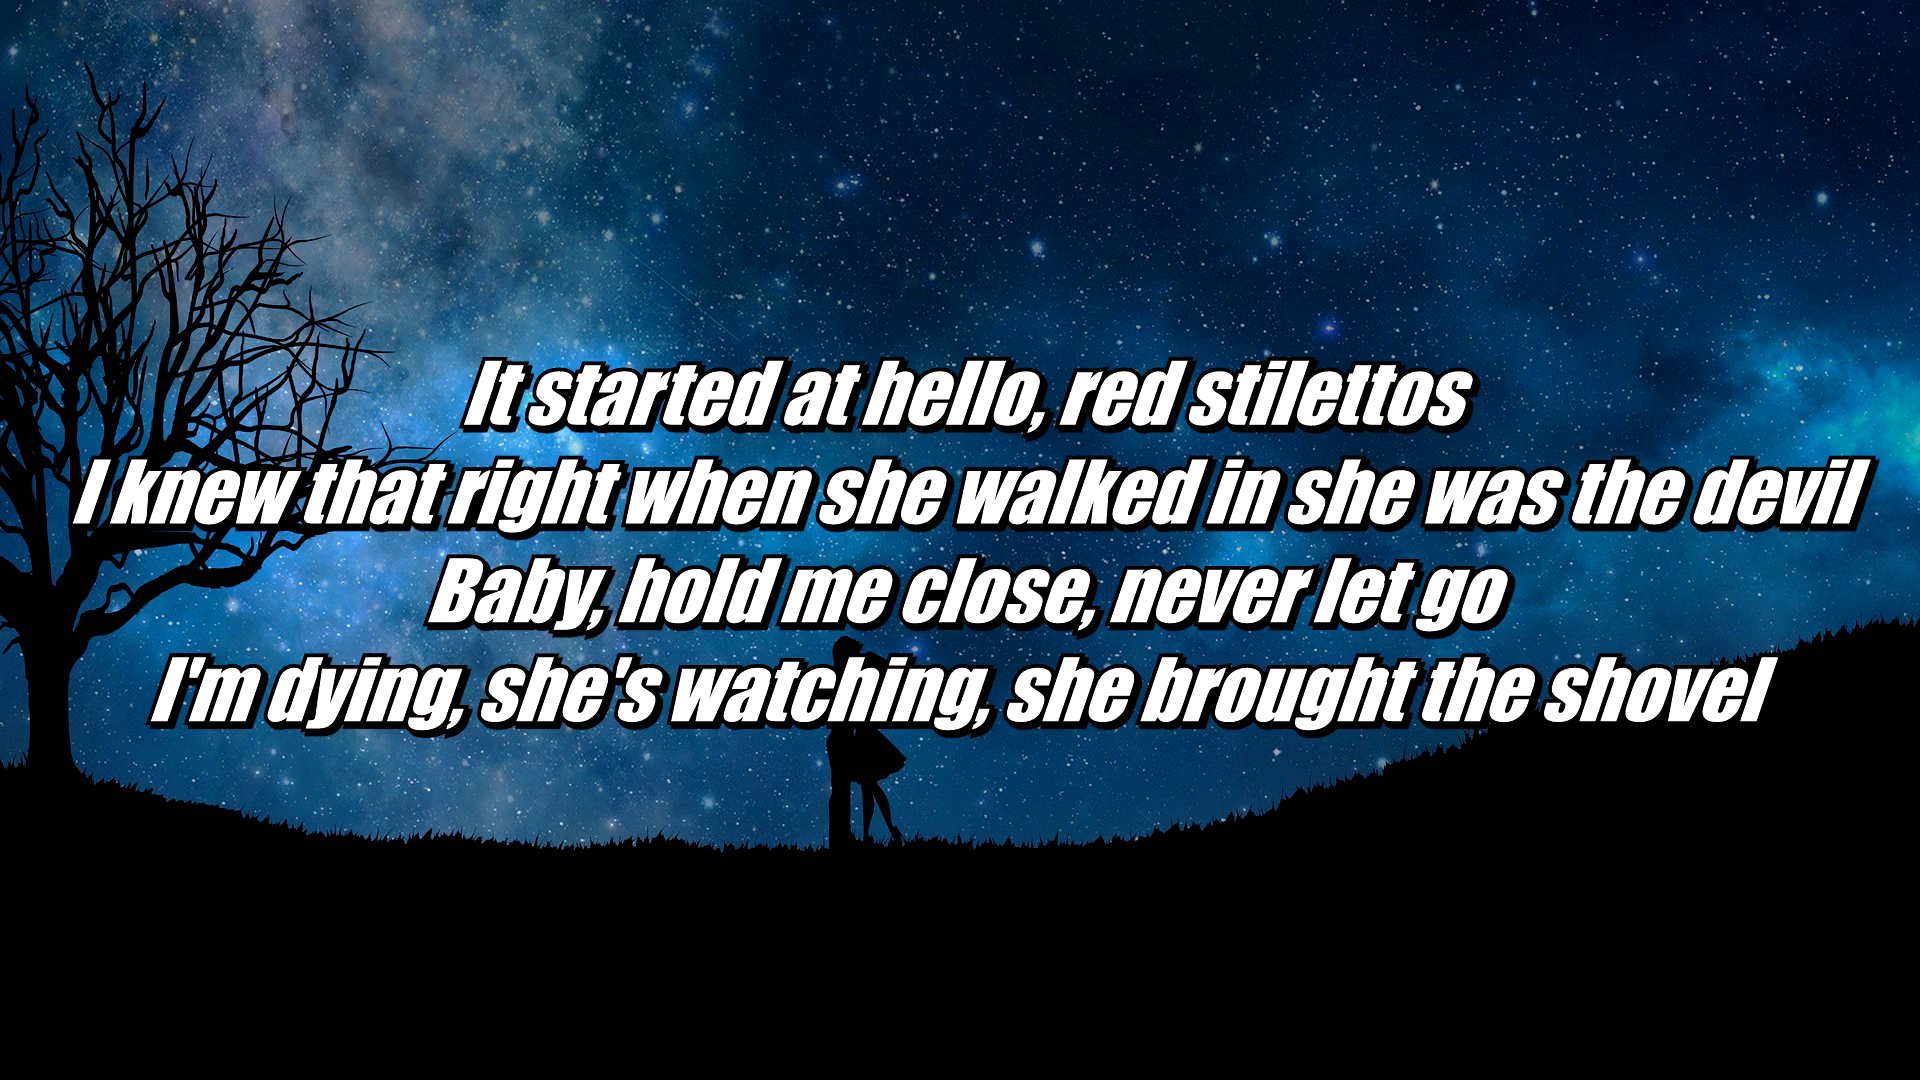 It started at hello, red stilettos
I knew that right when she walked in she was the devil
Baby, hold me close, never let go
I'm dying, she's watching, she brought the shovel